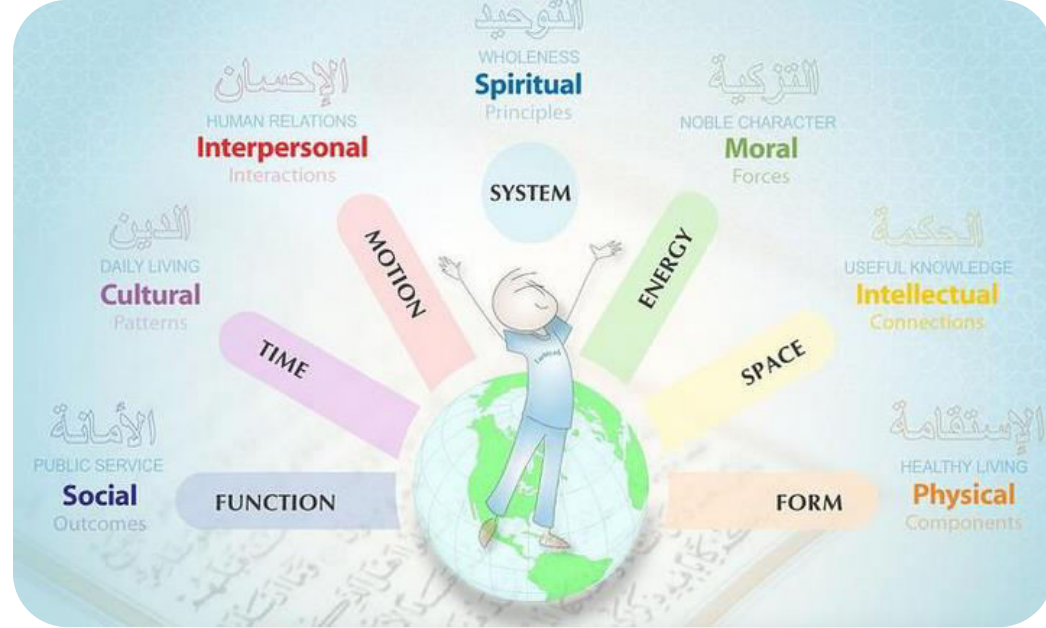 التوحيد
WHOLENESS
Spiritual
Principles
SYSTEM
الإحسان
HUMAN RELATIONS
Interpersonal
Interactions
MOTION
التزكية
NOBLE CHARACTER
Moral
Forces
ENERGY
الدين
DAILY LIVING
Cultural
Patterns
TIME
الحكمة
USEFUL KNOWLEDGE
Intellectual
Connections
SPACE
الأمانة
PUBLIC SERVICE
Social
Outcomes
FUNCTION
الإستقامة
HEALTHY LIVING
Physical
Components
FORM